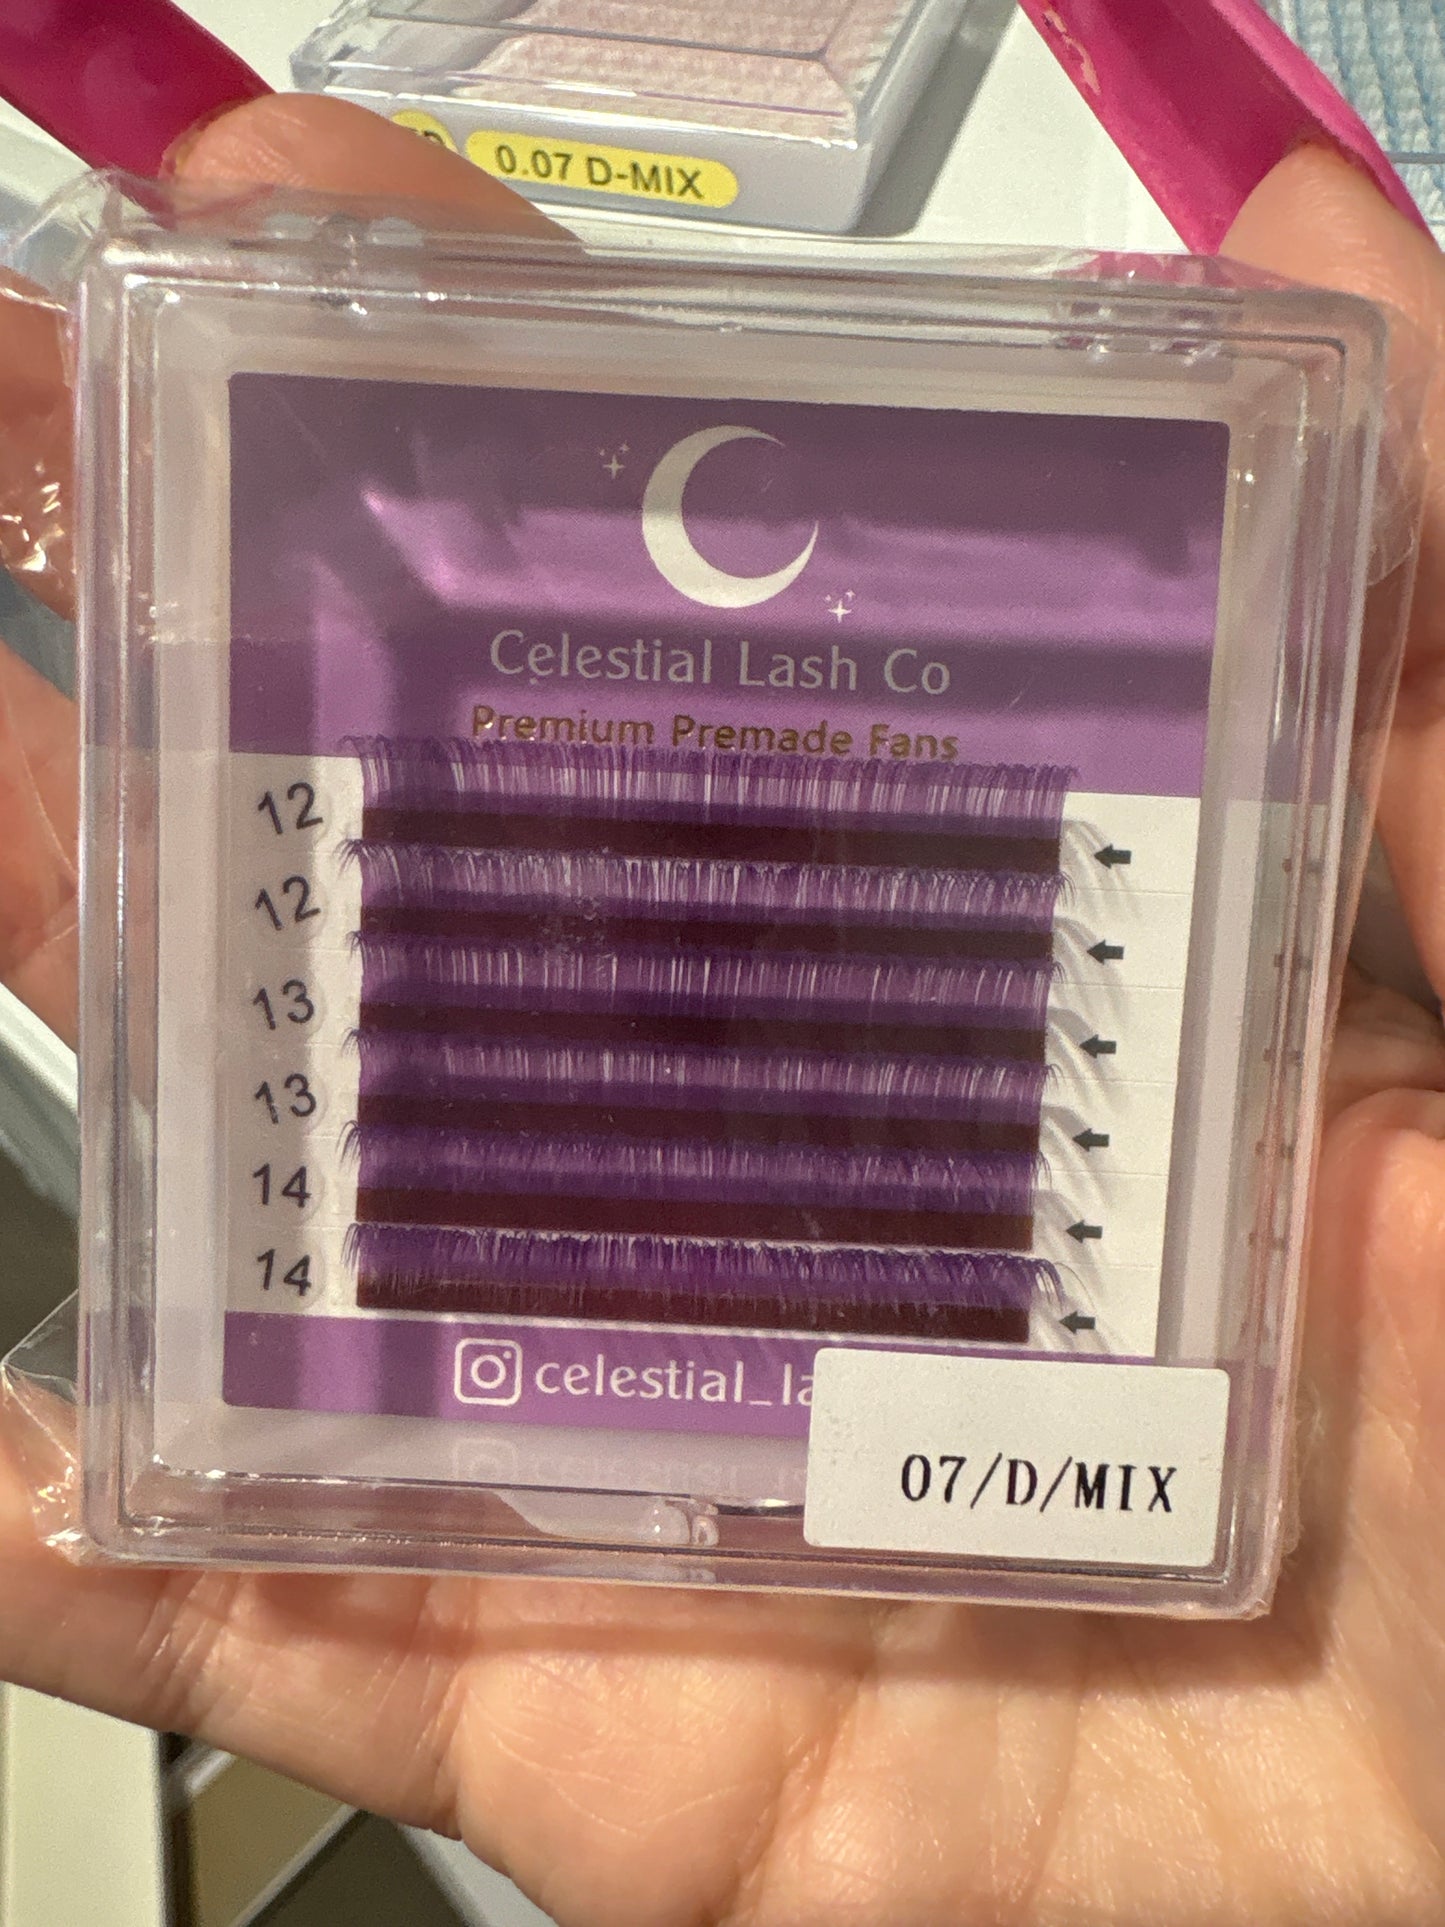 0.07 D-MIX
Celestial Lash Co
Premium Premade Fans
12
12
13
13
14
14
celestial_la
07/D/MIX